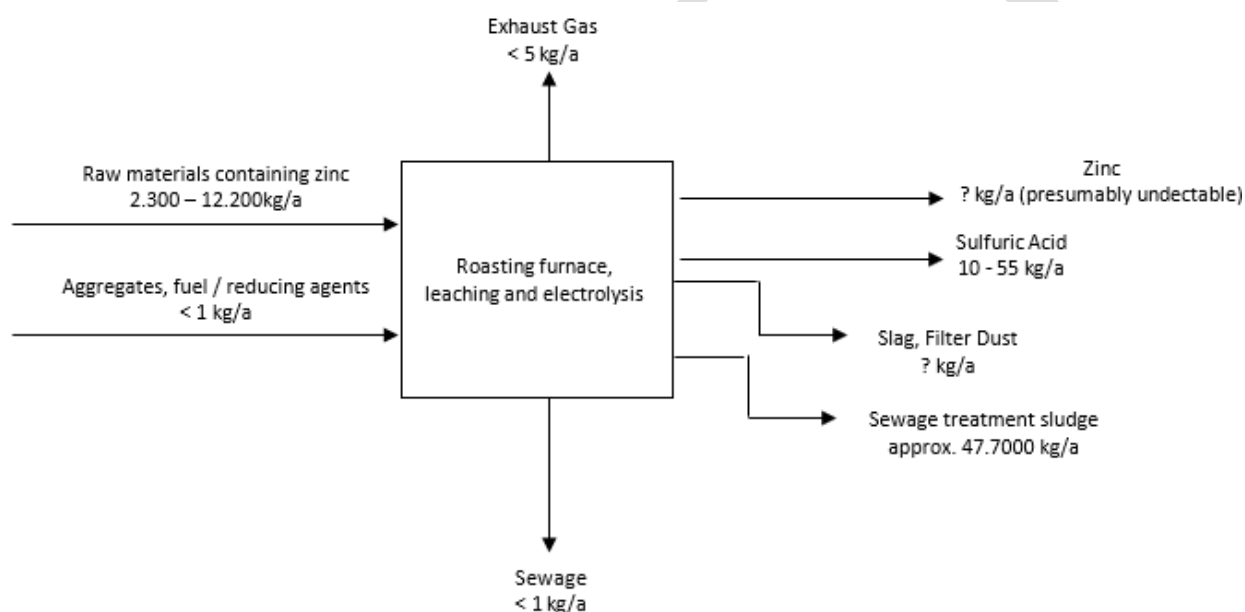 Exhaust Gas
< 5 kg/a
Raw materials containing zinc
2.300 – 12.200kg/a
Zinc
? kg/a (presumably undectable)
Roasting furnace,
leaching and electrolysis
Sulfuric Acid
10 - 55 kg/a
Aggregates, fuel / reducing agents
< 1 kg/a
Slag, Filter Dust
? kg/a
Sewage treatment sludge
approx. 47.7000 kg/a
Sewage
< 1 kg/a